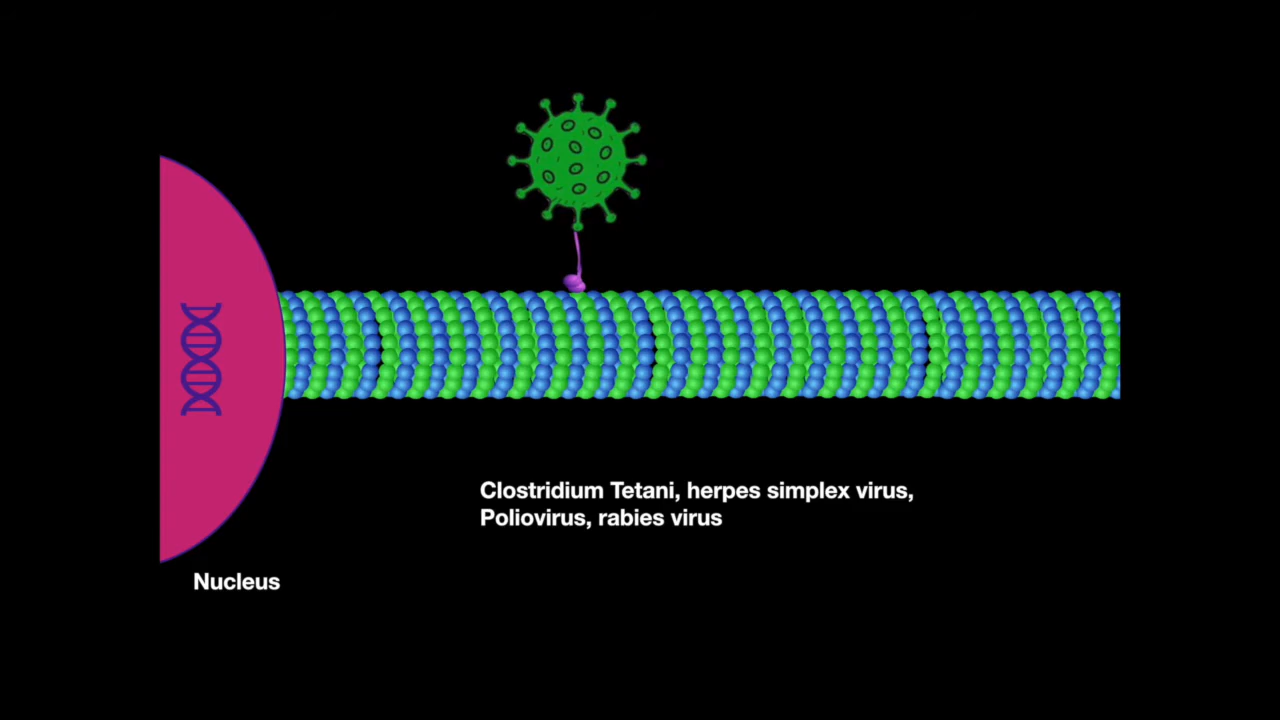 Clostridium Tetani, herpes simplex virus,
Poliovirus, rabies virus
Nucleus